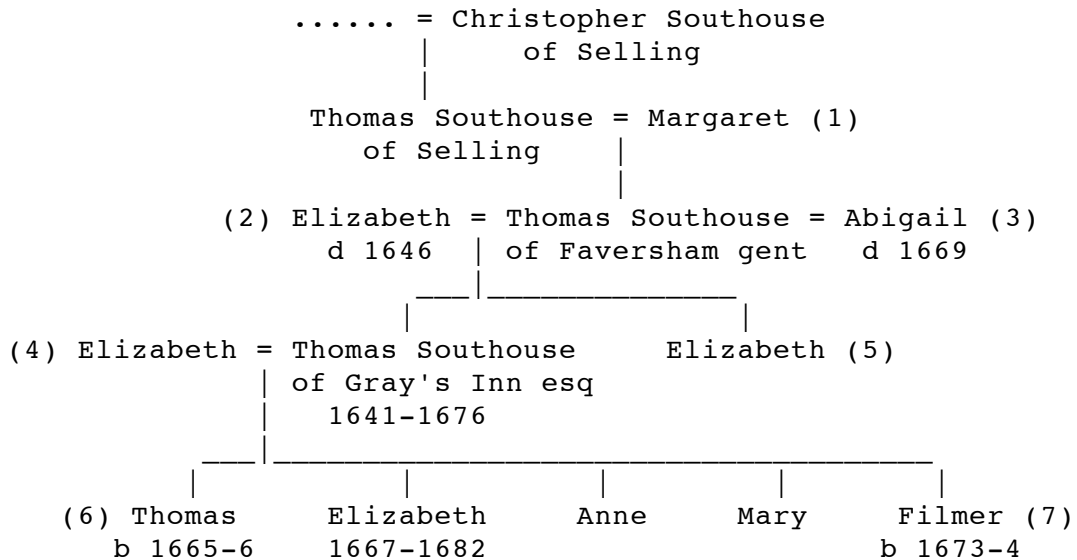 ...... = Christopher Southouse
of Selling
Thomas Southouse = Margaret (1)
of Selling
(2) Elizabeth = Thomas Southouse = Abigail (3)
d 1646 of Faversham gent d 1669
(4) Elizabeth = Thomas Southouse Elizabeth (5)
of Gray's Inn esq
1641-1676
(6) Thomas Elizabeth Anne Mary Filmer (7)
b 1665-6 1667-1682 b 1673-4